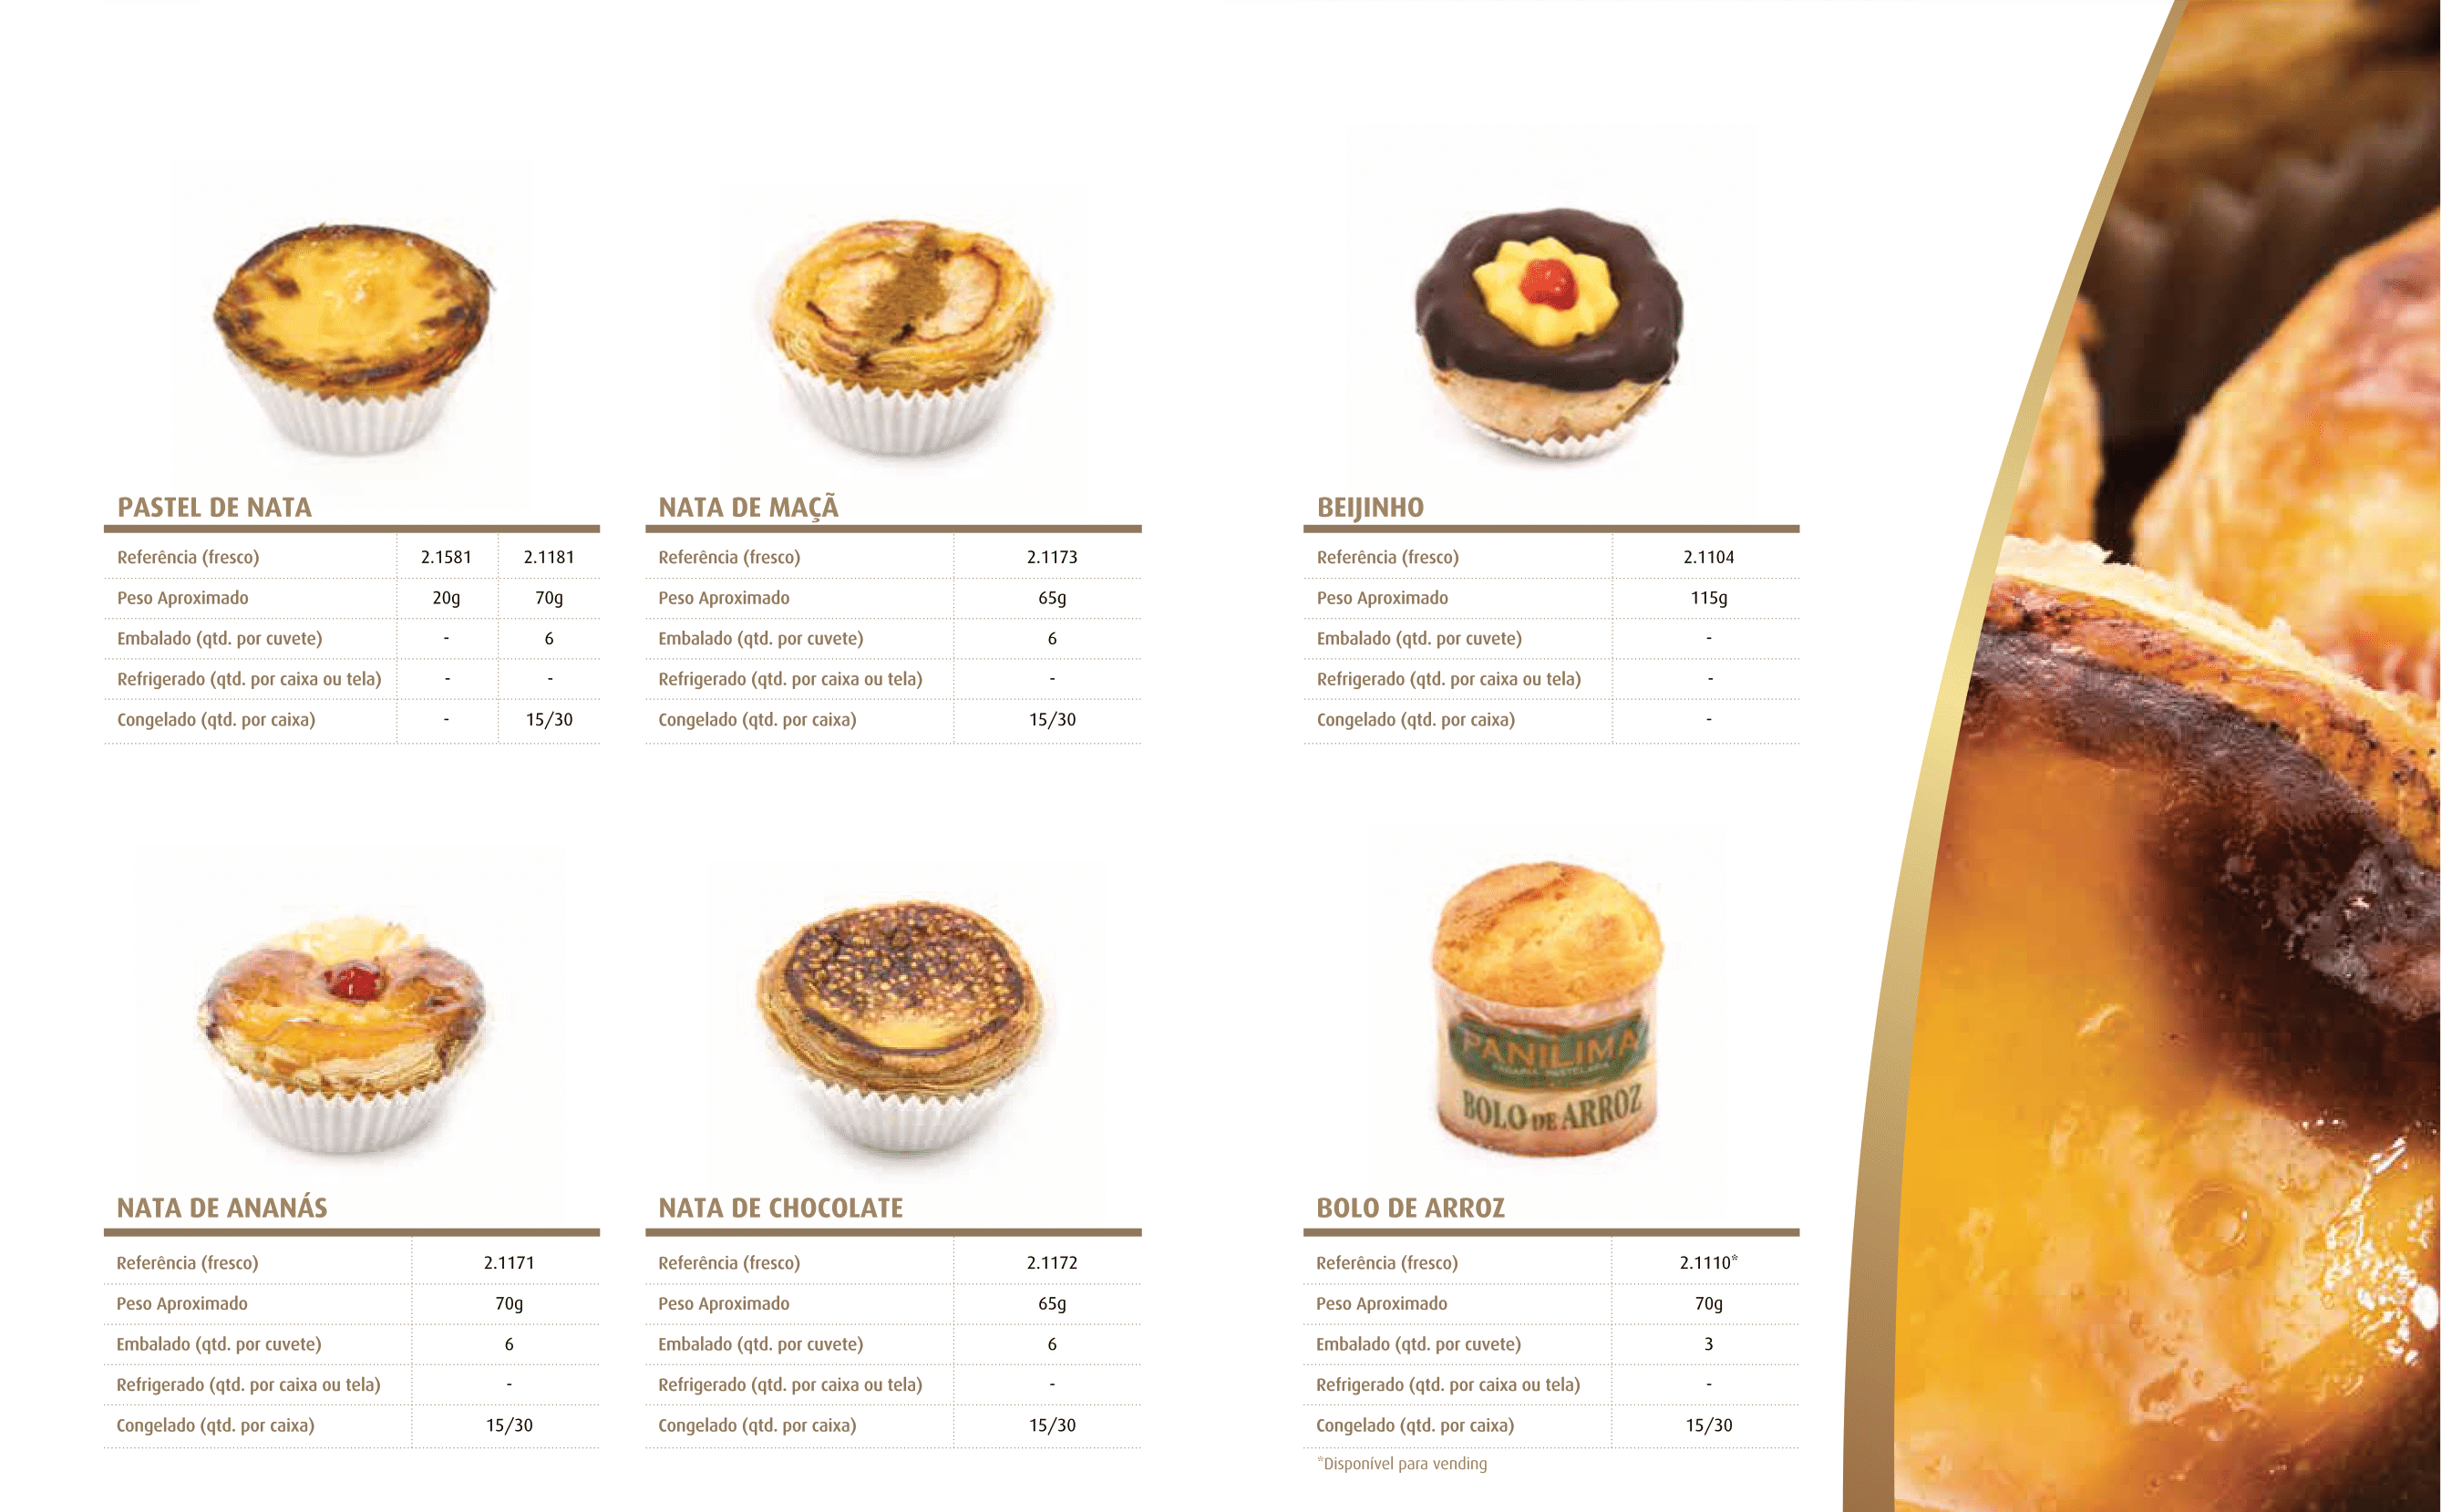 PASTEL DE NATA
Referência (fresco) 2.1581 2.1181
Peso Aproximado 20g 70g
Embalado (qtd. por cuvete) - 6
Refrigerado (qtd. por caixa ou tela) - -
Congelado (qtd. por caixa) - 15/30
NATA DE MAÇÃ
Referência (fresco) 2.1173
Peso Aproximado 65g
Embalado (qtd. por cuvete) 6
Refrigerado (qtd. por caixa ou tela) -
Congelado (qtd. por caixa) 15/30
BEIJINHO
Referência (fresco) 2.1104
Peso Aproximado 115g
Embalado (qtd. por cuvete) -
Refrigerado (qtd. por caixa ou tela) -
Congelado (qtd. por caixa) -
NATA DE ANANÁS
Referência (fresco) 2.1171
Peso Aproximado 70g
Embalado (qtd. por cuvete) 6
Refrigerado (qtd. por caixa ou tela) -
Congelado (qtd. por caixa) 15/30
NATA DE CHOCOLATE
Referência (fresco) 2.1172
Peso Aproximado 65g
Embalado (qtd. por cuvete) 6
Refrigerado (qtd. por caixa ou tela) -
Congelado (qtd. por caixa) 15/30
PANILIMA
BOLO DE ARROZ
BOLO DE ARROZ
Referência (fresco) 2.1110*
Peso Aproximado 70g
Embalado (qtd. por cuvete) 3
Refrigerado (qtd. por caixa ou tela) -
Congelado (qtd. por caixa) 15/30
*Disponível para vending